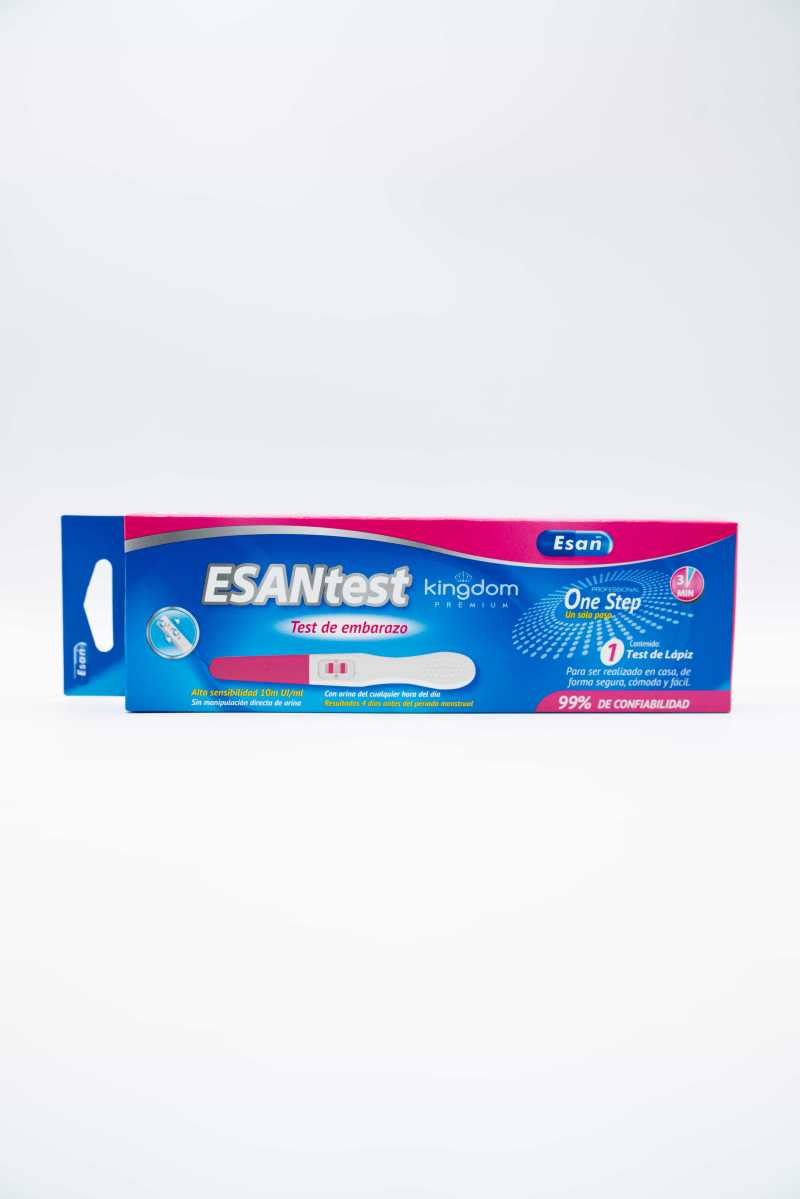 Esan
ESANtest
kingdom
PREMIUM
Test de embarazo
PROFESSIONAL
One Step
Un solo paso
3
MIN
Contenido:
1 Test de Lápiz
Para ser realizado en casa, de
forma segura, cómoda y fácil.
Alta sensibilidad 10m UI/ml
Sin manipulación directa de orina
Con orina del cualquier hora del día
Resultados 4 días antes del periodo menstrual
99% DE CONFIABILIDAD
Esan